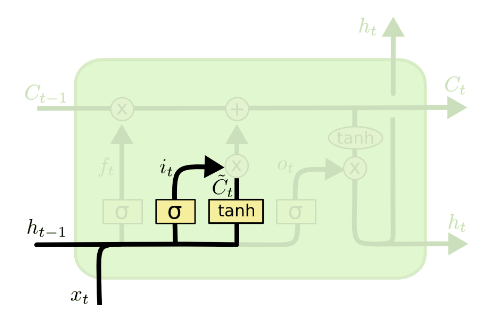 h_t
C_{t-1} × + C_t
tanh
f_t i_t × o_t ×
C̃_t
σ σ tanh σ
h_{t-1} h_t
x_t